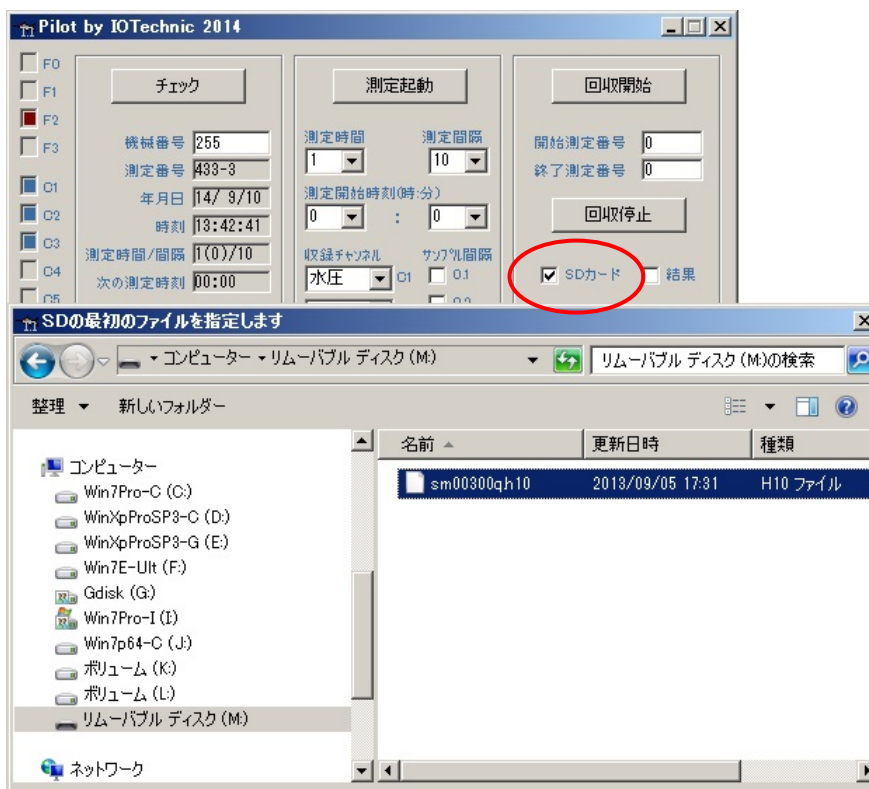 Pilot by IOTechnic 2014
F0
F1
F2
F3
C1
C2
C3
C4
C5
チェック
機械番号 255
測定番号 433-3
年月日 14/ 9/10
時刻 13:42:41
測定時間/間隔 1(0)/10
次の測定時刻 00:00
測定起動
測定時間 測定間隔
1 10
測定開始時刻(時:分)
0 : 0
収録チャンネル サンプル間隔
水圧 C1 0.1
0.2
回収開始
開始測定番号 0
終了測定番号 0
回収停止
SDカード 結果
SDの最初のファイルを指定します
コンピューター リムーバブル ディスク (M:)
リムーバブル ディスク (M:)の検索
整理 新しいフォルダー
コンピューター
Win7Pro-C (C:)
WinXpProSP3-C (D:)
WinXpProSP3-G (E:)
Win7E-Ult (F:)
Gdisk (G:)
Win7Pro-I (I:)
Win7p64-C (J:)
ボリューム (K:)
ボリューム (L:)
リムーバブル ディスク (M:)
ネットワーク
名前 更新日時 種類
sm00300q.h10 2013/09/05 17:31 H10 ファイル